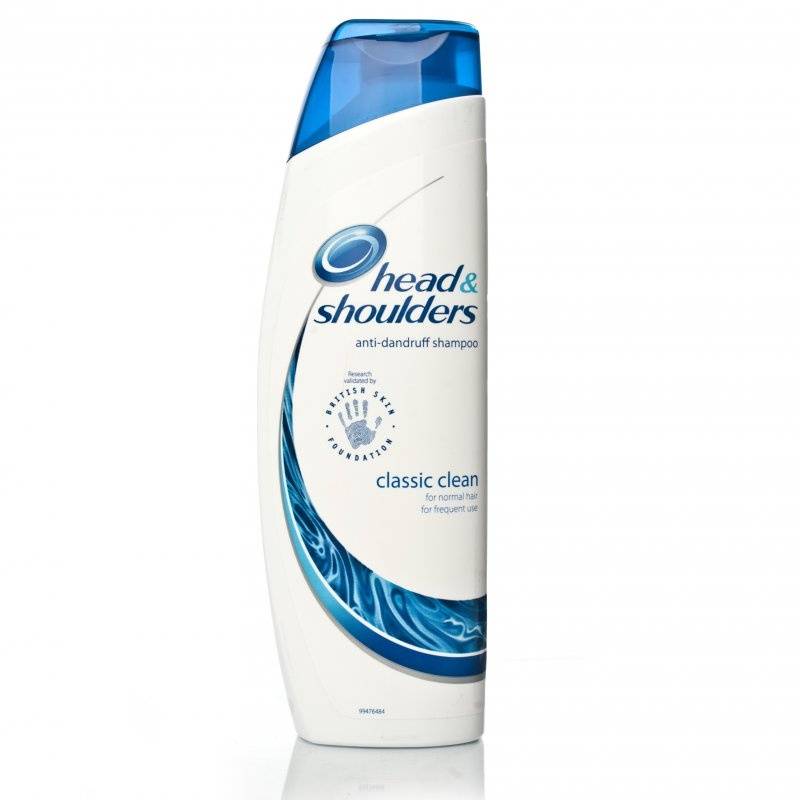 head&
shoulders
anti-dandruff shampoo
Research
validated by
BRITISH SKIN
FOUNDATION
classic clean
for normal hair
for frequent use
99476484